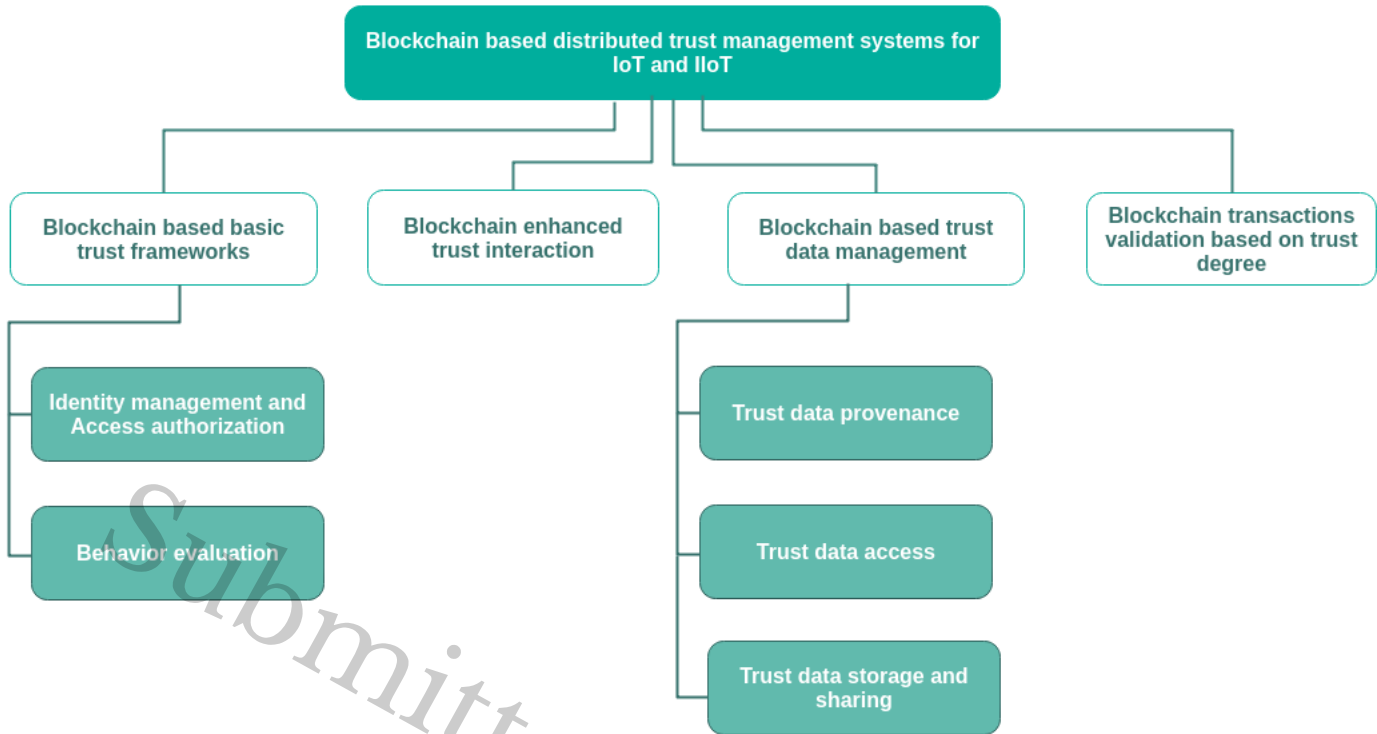 Blockchain based distributed trust management systems for
IoT and IIoT
Blockchain based basic
trust frameworks
Blockchain enhanced
trust interaction
Blockchain based trust
data management
Blockchain transactions
validation based on trust
degree
Identity management and
Access authorization
Behavior evaluation
Trust data provenance
Trust data access
Trust data storage and
sharing
Submitt